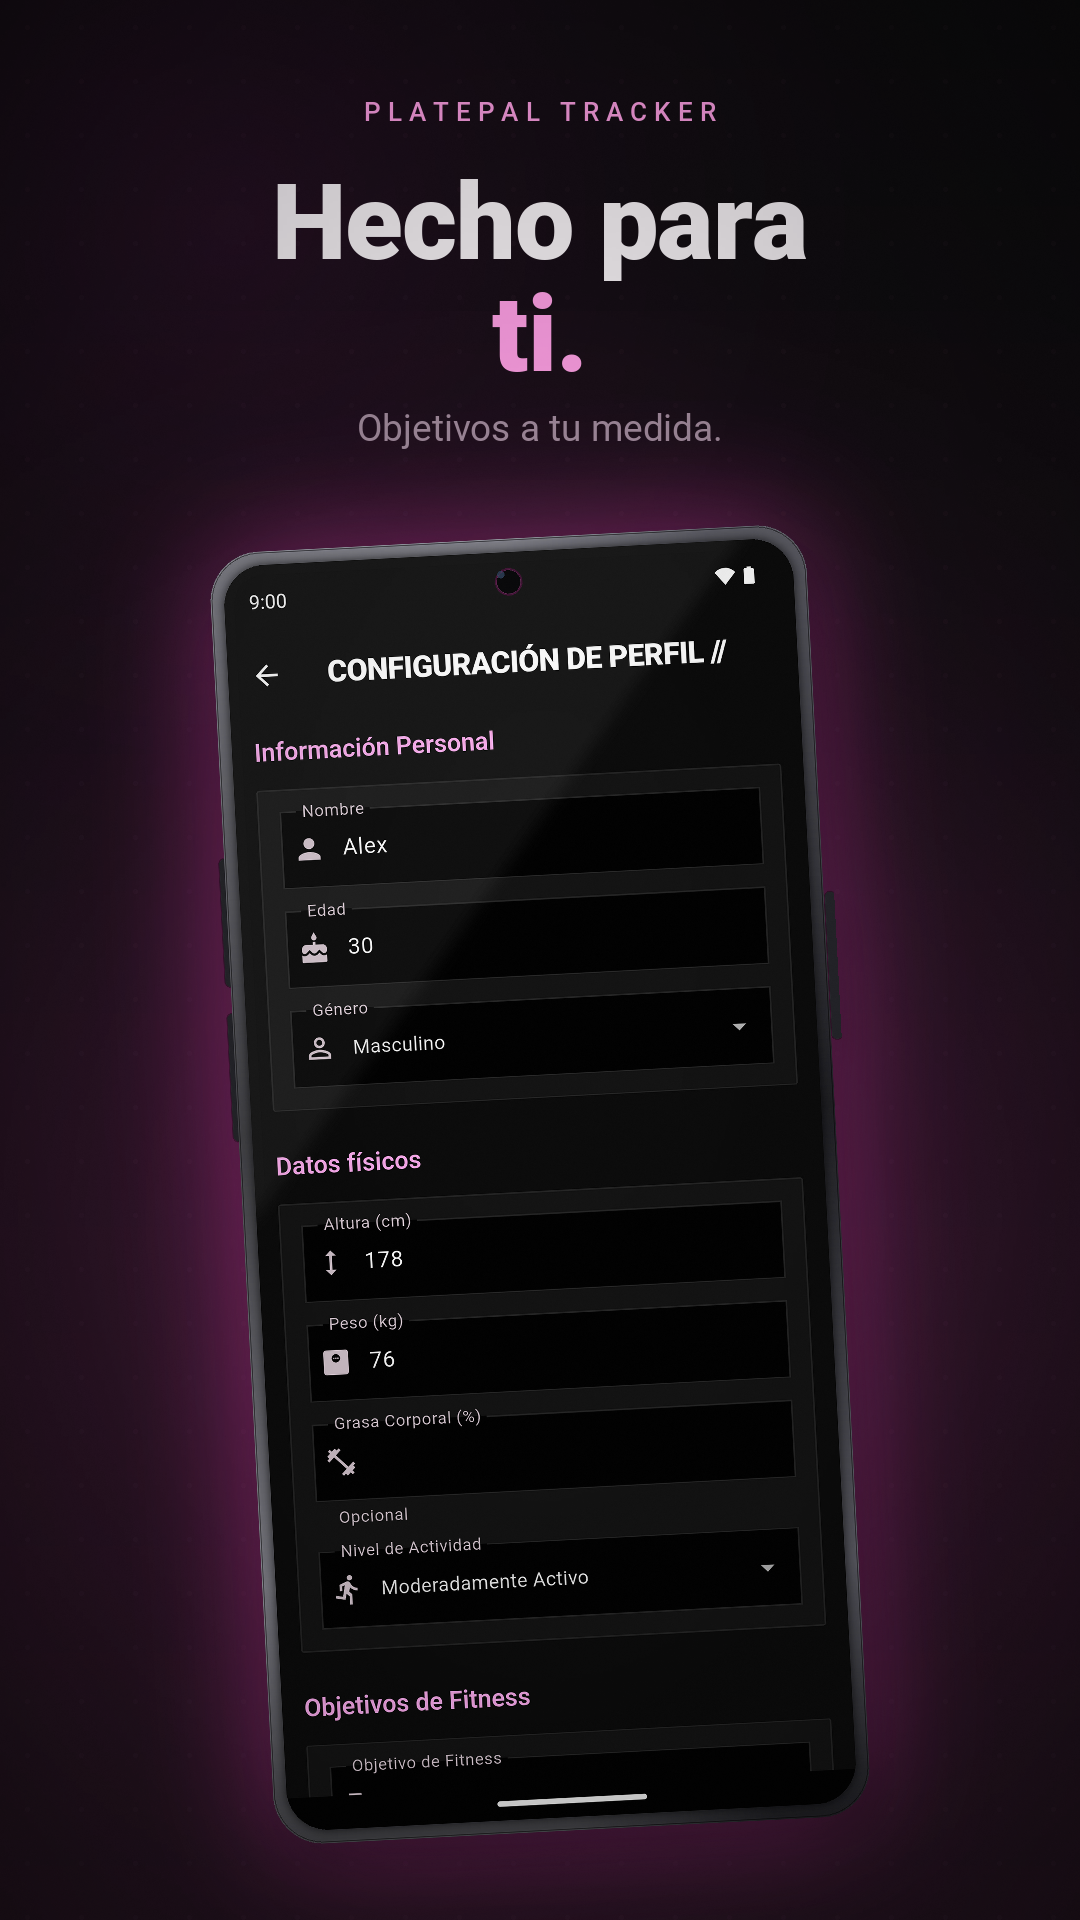 PLATEPAL TRACKER
Hecho para
ti.
Objetivos a tu medida.
9:00
CONFIGURACIÓN DE PERFIL //
Información Personal
Nombre
Alex
Edad
30
Género
Masculino
Datos físicos
Altura (cm)
178
Peso (kg)
76
Grasa Corporal (%)
Opcional
Nivel de Actividad
Moderadamente Activo
Objetivos de Fitness
Objetivo de Fitness